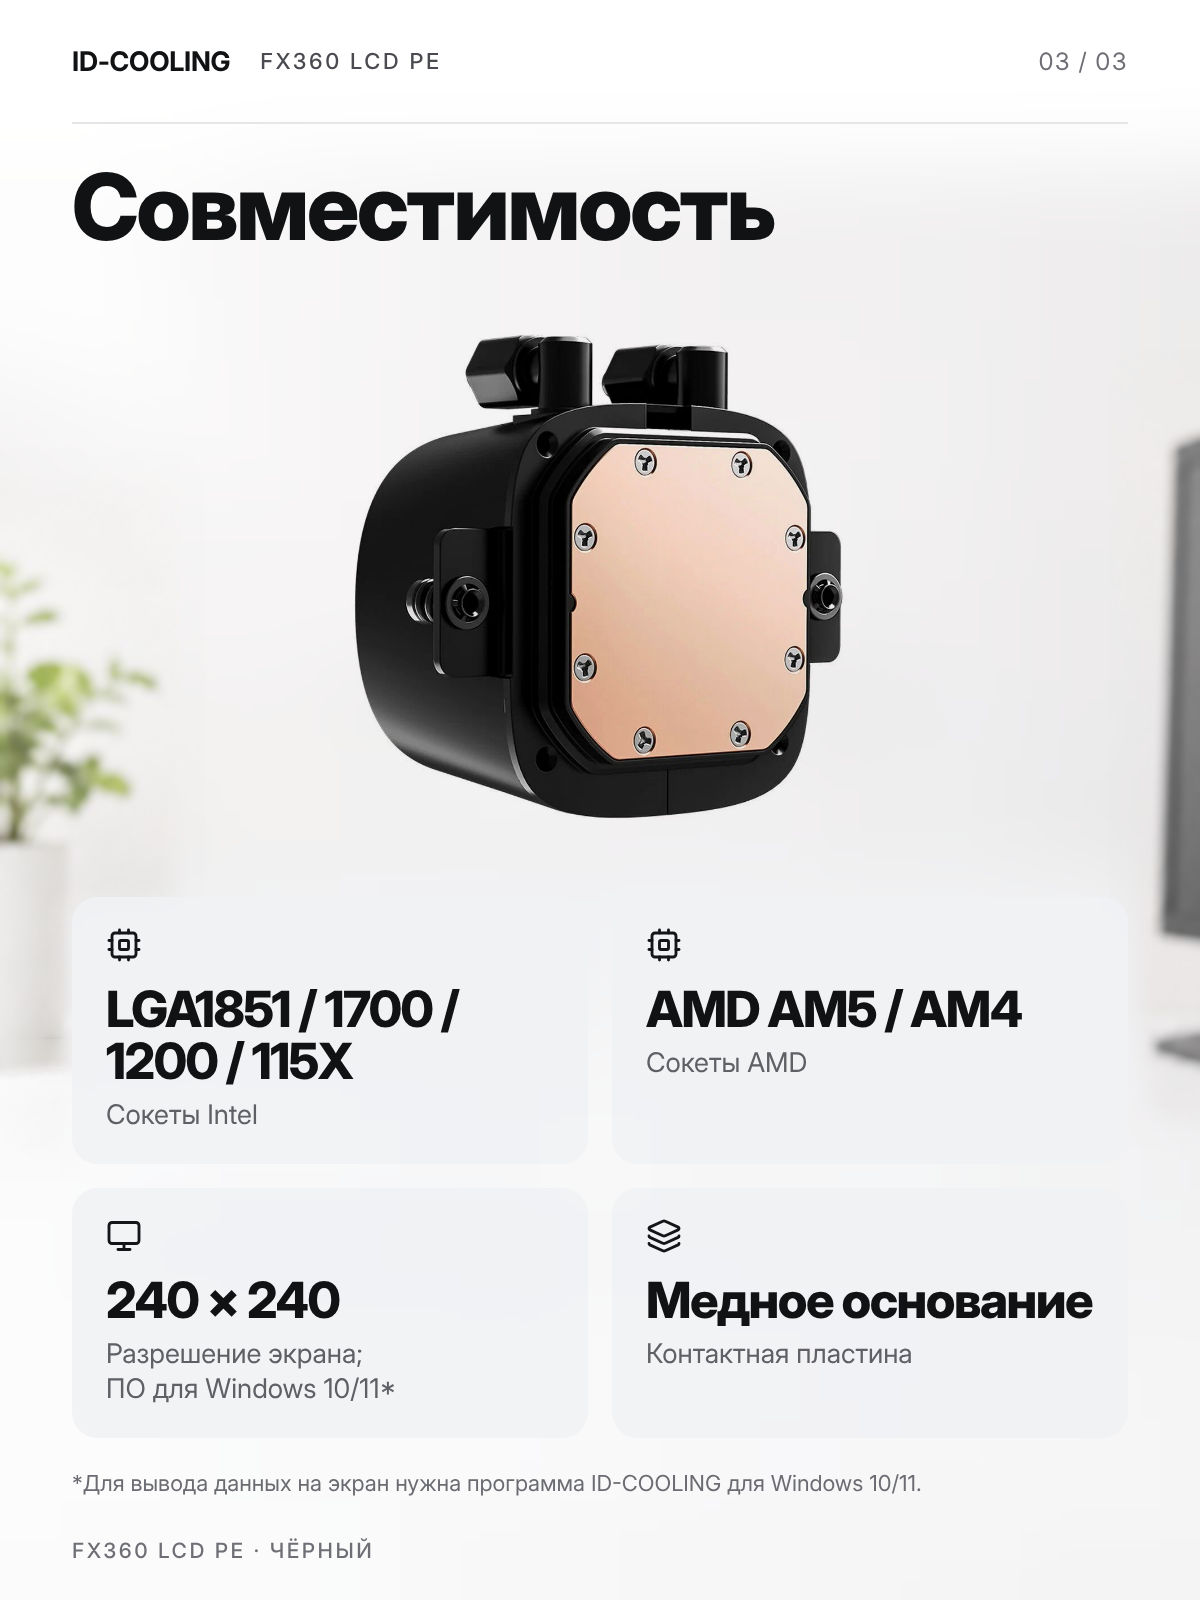 ID-COOLING FX360 LCD PE 03 / 03
Совместимость
LGA1851 / 1700 /
1200 / 115X
Сокеты Intel
AMD AM5 / AM4
Сокеты AMD
240 × 240
Разрешение экрана;
ПО для Windows 10/11*
Медное основание
Контактная пластина
*Для вывода данных на экран нужна программа ID-COOLING для Windows 10/11.
FX360 LCD PE · ЧЁРНЫЙ